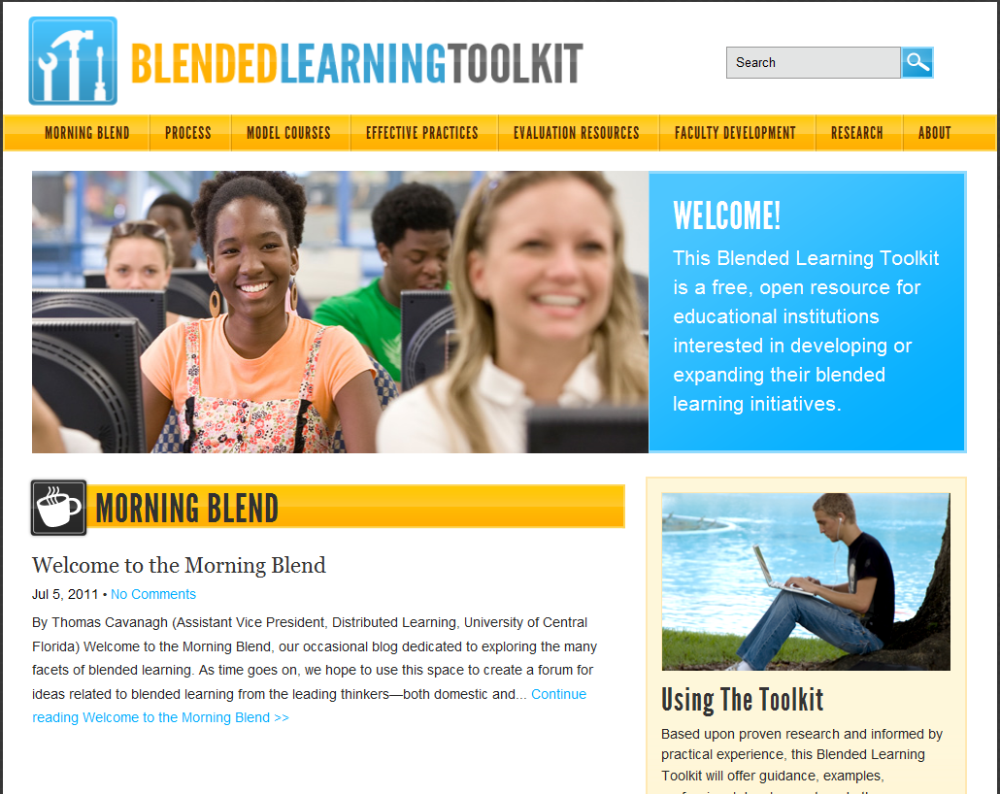 BLENDEDLEARNINGTOOLKIT
Search
MORNING BLEND
PROCESS
MODEL COURSES
EFFECTIVE PRACTICES
EVALUATION RESOURCES
FACULTY DEVELOPMENT
RESEARCH
ABOUT
WELCOME!
This Blended Learning Toolkit
is a free, open resource for
educational institutions
interested in developing or
expanding their blended
learning initiatives.
MORNING BLEND
Welcome to the Morning Blend
Jul 5, 2011 • No Comments
By Thomas Cavanagh (Assistant Vice President, Distributed Learning, University of Central
Florida) Welcome to the Morning Blend, our occasional blog dedicated to exploring the many
facets of blended learning. As time goes on, we hope to use this space to create a forum for
ideas related to blended learning from the leading thinkers—both domestic and... Continue
reading Welcome to the Morning Blend >>
Using The Toolkit
Based upon proven research and informed by
practical experience, this Blended Learning
Toolkit will offer guidance, examples,